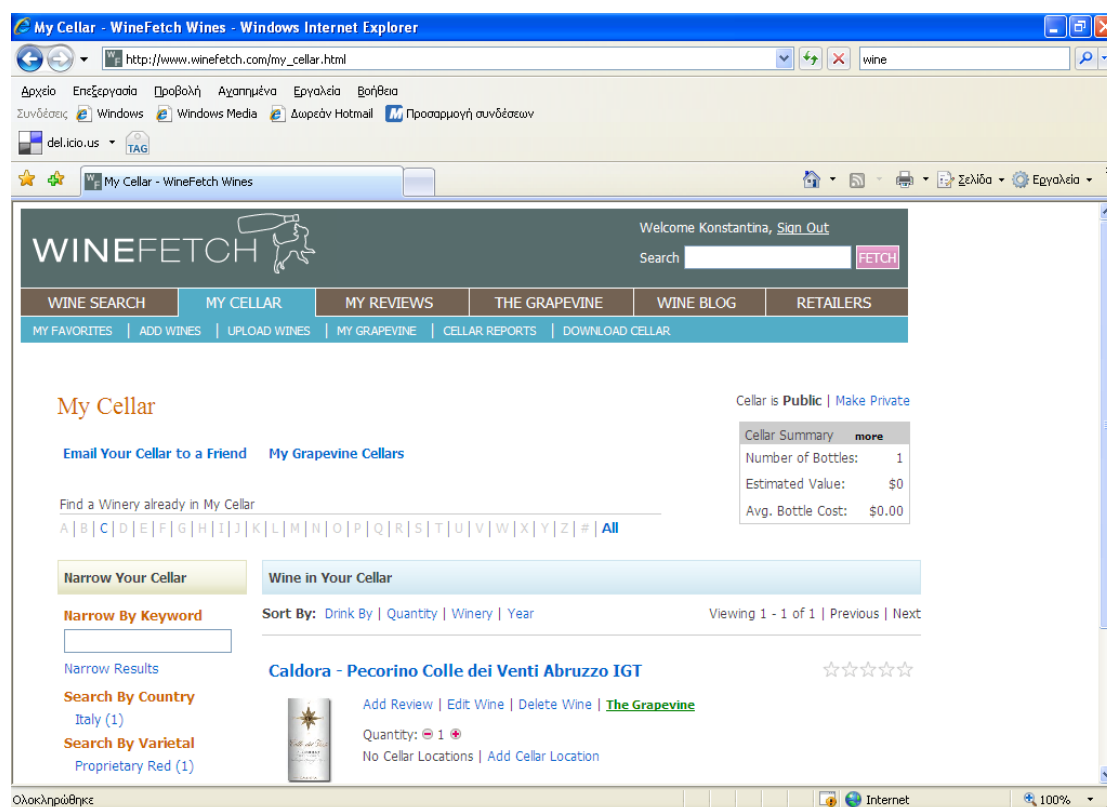 My Cellar - WineFetch Wines - Windows Internet Explorer
http://www.winefetch.com/my_cellar.html
wine
Αρχείο Επεξεργασία Προβολή Αγαπημένα Εργαλεία Βοήθεια
Συνδέσεις Windows Windows Media Δωρεάν Hotmail Προσαρμογή συνδέσεων
del.icio.us TAG
WF My Cellar - WineFetch Wines Σελίδα Εργαλεία
Welcome Konstantina, Sign Out
WINEFETCH
Search FETCH
WINE SEARCH MY CELLAR MY REVIEWS THE GRAPEVINE WINE BLOG RETAILERS
MY FAVORITES | ADD WINES | UPLOAD WINES | MY GRAPEVINE | CELLAR REPORTS | DOWNLOAD CELLAR
My Cellar
Cellar is Public | Make Private
Email Your Cellar to a Friend My Grapevine Cellars
Cellar Summary more
Number of Bottles: 1
Estimated Value: $0
Avg. Bottle Cost: $0.00
Find a Winery already in My Cellar
A | B | C | D | E | F | G | H | I | J | K | L | M | N | O | P | Q | R | S | T | U | V | W | X | Y | Z | # | All
Narrow Your Cellar
Wine in Your Cellar
Narrow By Keyword
Sort By: Drink By | Quantity | Winery | Year
Viewing 1 - 1 of 1 | Previous | Next
Narrow Results
Search By Country
Italy (1)
Search By Varietal
Proprietary Red (1)
Caldora - Pecorino Colle dei Venti Abruzzo IGT
Add Review | Edit Wine | Delete Wine | The Grapevine
Quantity: 1
No Cellar Locations | Add Cellar Location
Ολοκληρώθηκε Internet 100%